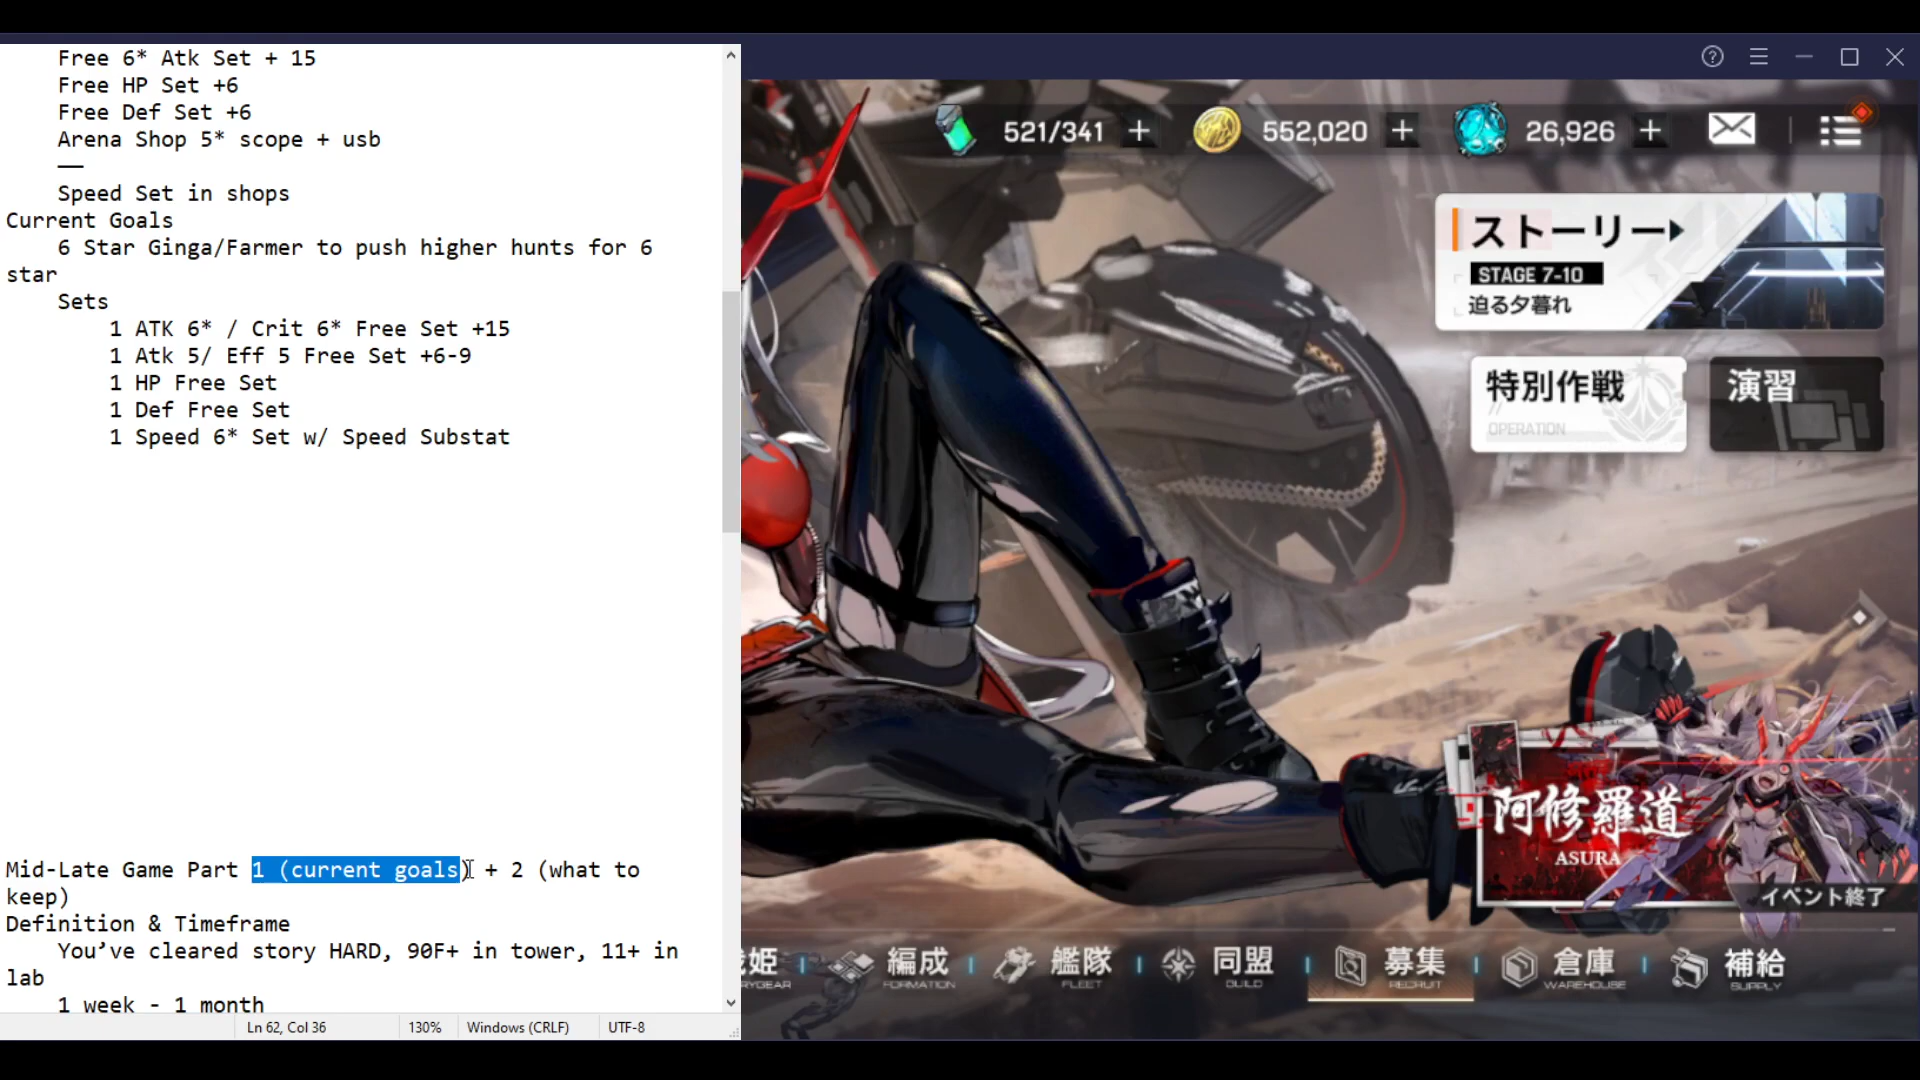 Free 6* Atk Set + 15
Free HP Set +6
Free Def Set +6
Arena Shop 5* scope + usb
——
Speed Set in shops
Current Goals
6 Star Ginga/Farmer to push higher hunts for 6
star
Sets
1 ATK 6* / Crit 6* Free Set +15
1 Atk 5/ Eff 5 Free Set +6-9
1 HP Free Set
1 Def Free Set
1 Speed 6* Set w/ Speed Substat
Mid-Late Game Part 1 (current goals) + 2 (what to
keep)
Definition & Timeframe
You’ve cleared story HARD, 90F+ in tower, 11+ in
lab
1 week - 1 month
Ln 62, Col 36
130%
Windows (CRLF)
UTF-8
521/341
552,020
26,926
ストーリー
STAGE 7-10
迫る夕暮れ
特別作戦
OPERATION
演習
阿修羅道
ASURA
イベント終了
姫
編成
FORMATION
艦隊
FLEET
同盟
GUILD
募集
RECRUIT
倉庫
WAREHOUSE
補給
SUPPLY